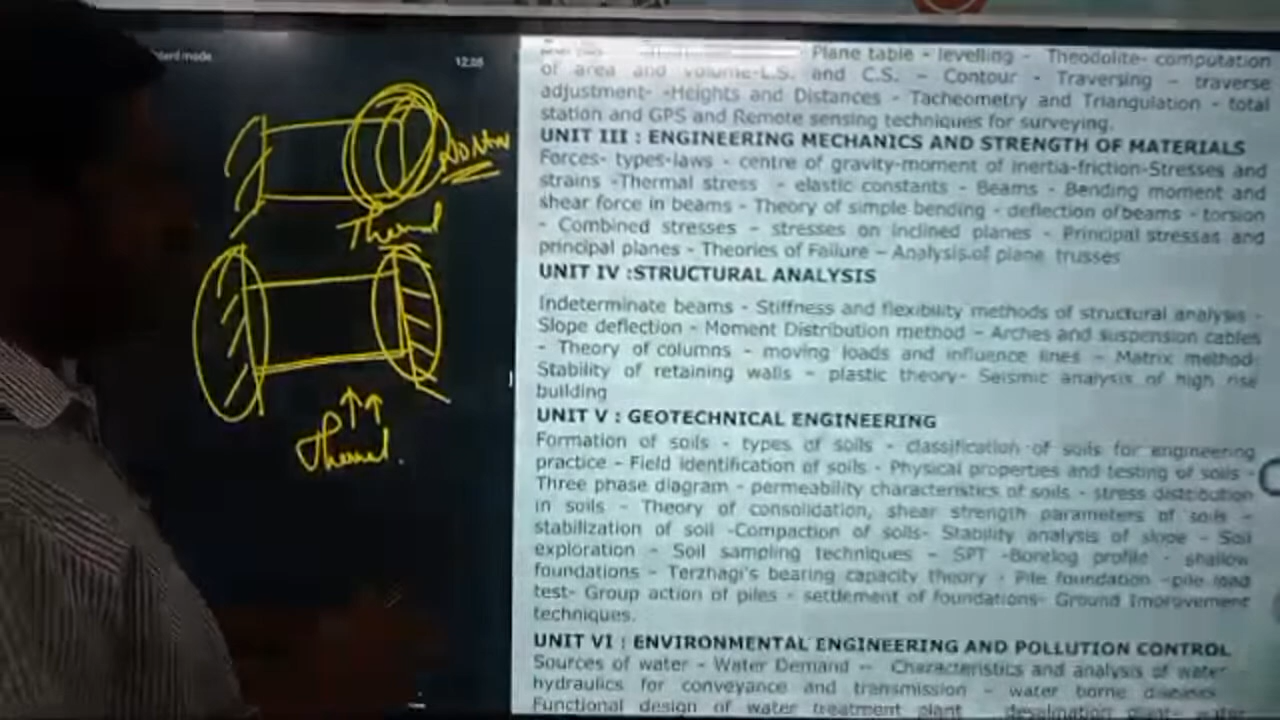 12:05
Thermal
Thermal.
Plane table - levelling - Theodolite- computation
of area and volume-L.S. and C.S. - Contour - Traversing - traverse
adjustment- -Heights and Distances - Tacheometry and Triangulation - total
station and GPS and Remote sensing techniques for surveying.
UNIT III : ENGINEERING MECHANICS AND STRENGTH OF MATERIALS
Forces- types-laws - centre of gravity-moment of inertia-friction-Stresses and
strains -Thermal stress - elastic constants - Beams - Bending moment and
shear force in beams - Theory of simple bending - deflection of beams - torsion
- Combined stresses - stresses on inclined planes - Principal stresses and
principal planes - Theories of Failure - Analysis of plane trusses
UNIT IV :STRUCTURAL ANALYSIS
Indeterminate beams - Stiffness and flexibility methods of structural analysis -
Slope deflection - Moment Distribution method - Arches and suspension cables
- Theory of columns - moving loads and influence lines - Matrix method
Stability of retaining walls - plastic theory- Seismic analysis of high rise
building
UNIT V : GEOTECHNICAL ENGINEERING
Formation of soils - types of soils - classification of soils for engineering
practice - Field identification of soils - Physical properties and testing of soils -
Three phase diagram - permeability characteristics of soils - stress distribution
in soils - Theory of consolidation, shear strength parameters of soils -
stabilization of soil -Compaction of soils- Stability analysis of slope - Soil
exploration - Soil sampling techniques - SPT -Borelog profile - shallow
foundations - Terzhagi's bearing capacity theory - Pile foundation -pile load
test- Group action of piles - settlement of foundations- Ground Improvement
techniques.
UNIT VI : ENVIRONMENTAL ENGINEERING AND POLLUTION CONTROL
Sources of water - Water Demand - Characteristics and analysis of water
hydraulics for conveyance and transmission - water borne diseases
Functional design of water treatment plant desalination plant- water